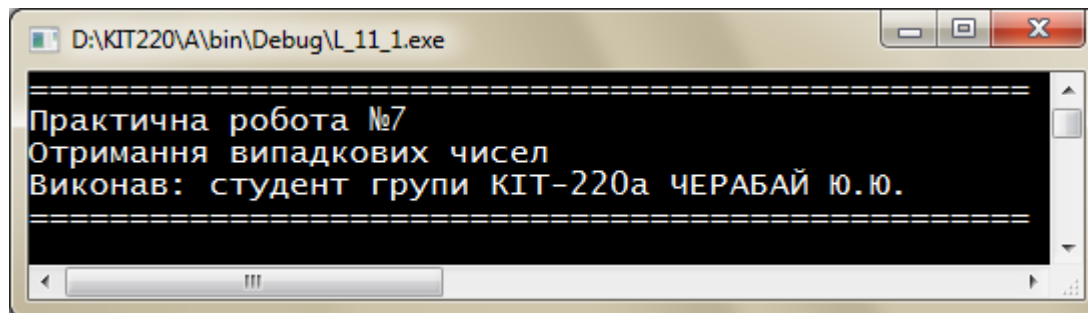 D:\KIT220\A\bin\Debug\L_11_1.exe
==================================================
Практична робота №7
Отримання випадкових чисел
Виконав: студент групи КІТ-220а ЧЕРАБАЙ Ю.Ю.
==================================================